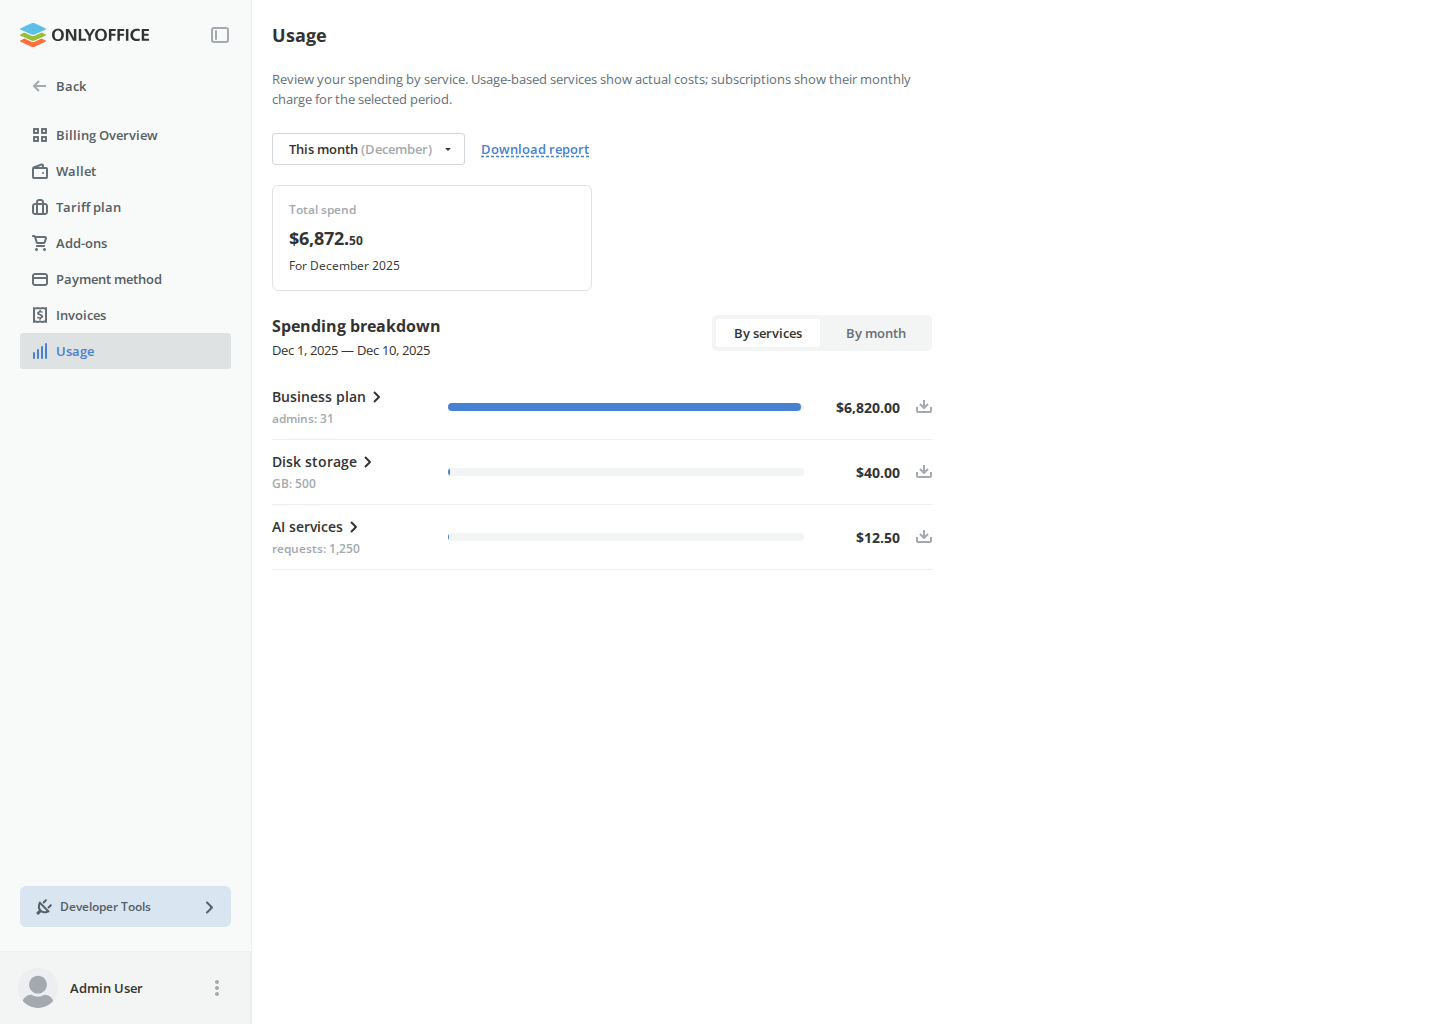 ONLYOFFICE
Back
Billing Overview
Wallet
Tariff plan
Add-ons
Payment method
Invoices
Usage
Developer Tools
Admin User
Usage
Review your spending by service. Usage-based services show actual costs; subscriptions show their monthly
charge for the selected period.
This month (December)
Download report
Total spend
$6,872.50
For December 2025
Spending breakdown
Dec 1, 2025 — Dec 10, 2025
By services
By month
Business plan
admins: 31
$6,820.00
Disk storage
GB: 500
$40.00
AI services
requests: 1,250
$12.50